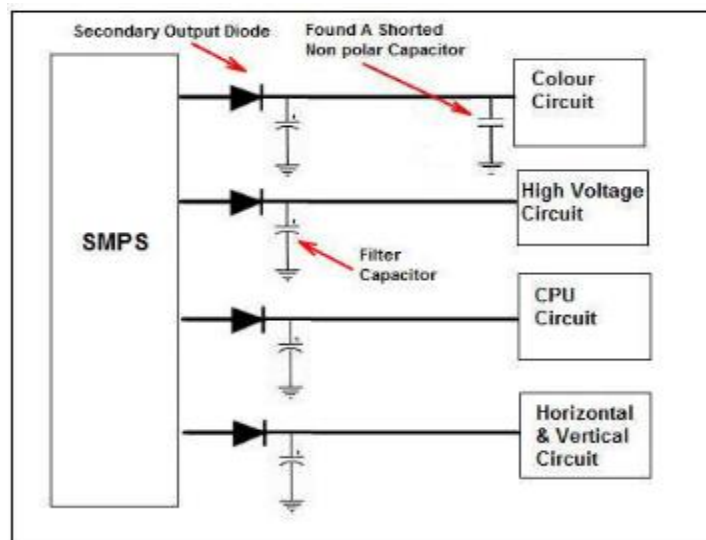 Secondary Output Diode
Found A Shorted
Non polar Capacitor
Colour
Circuit
High Voltage
Circuit
SMPS
Filter
Capacitor
CPU
Circuit
Horizontal
& Vertical
Circuit